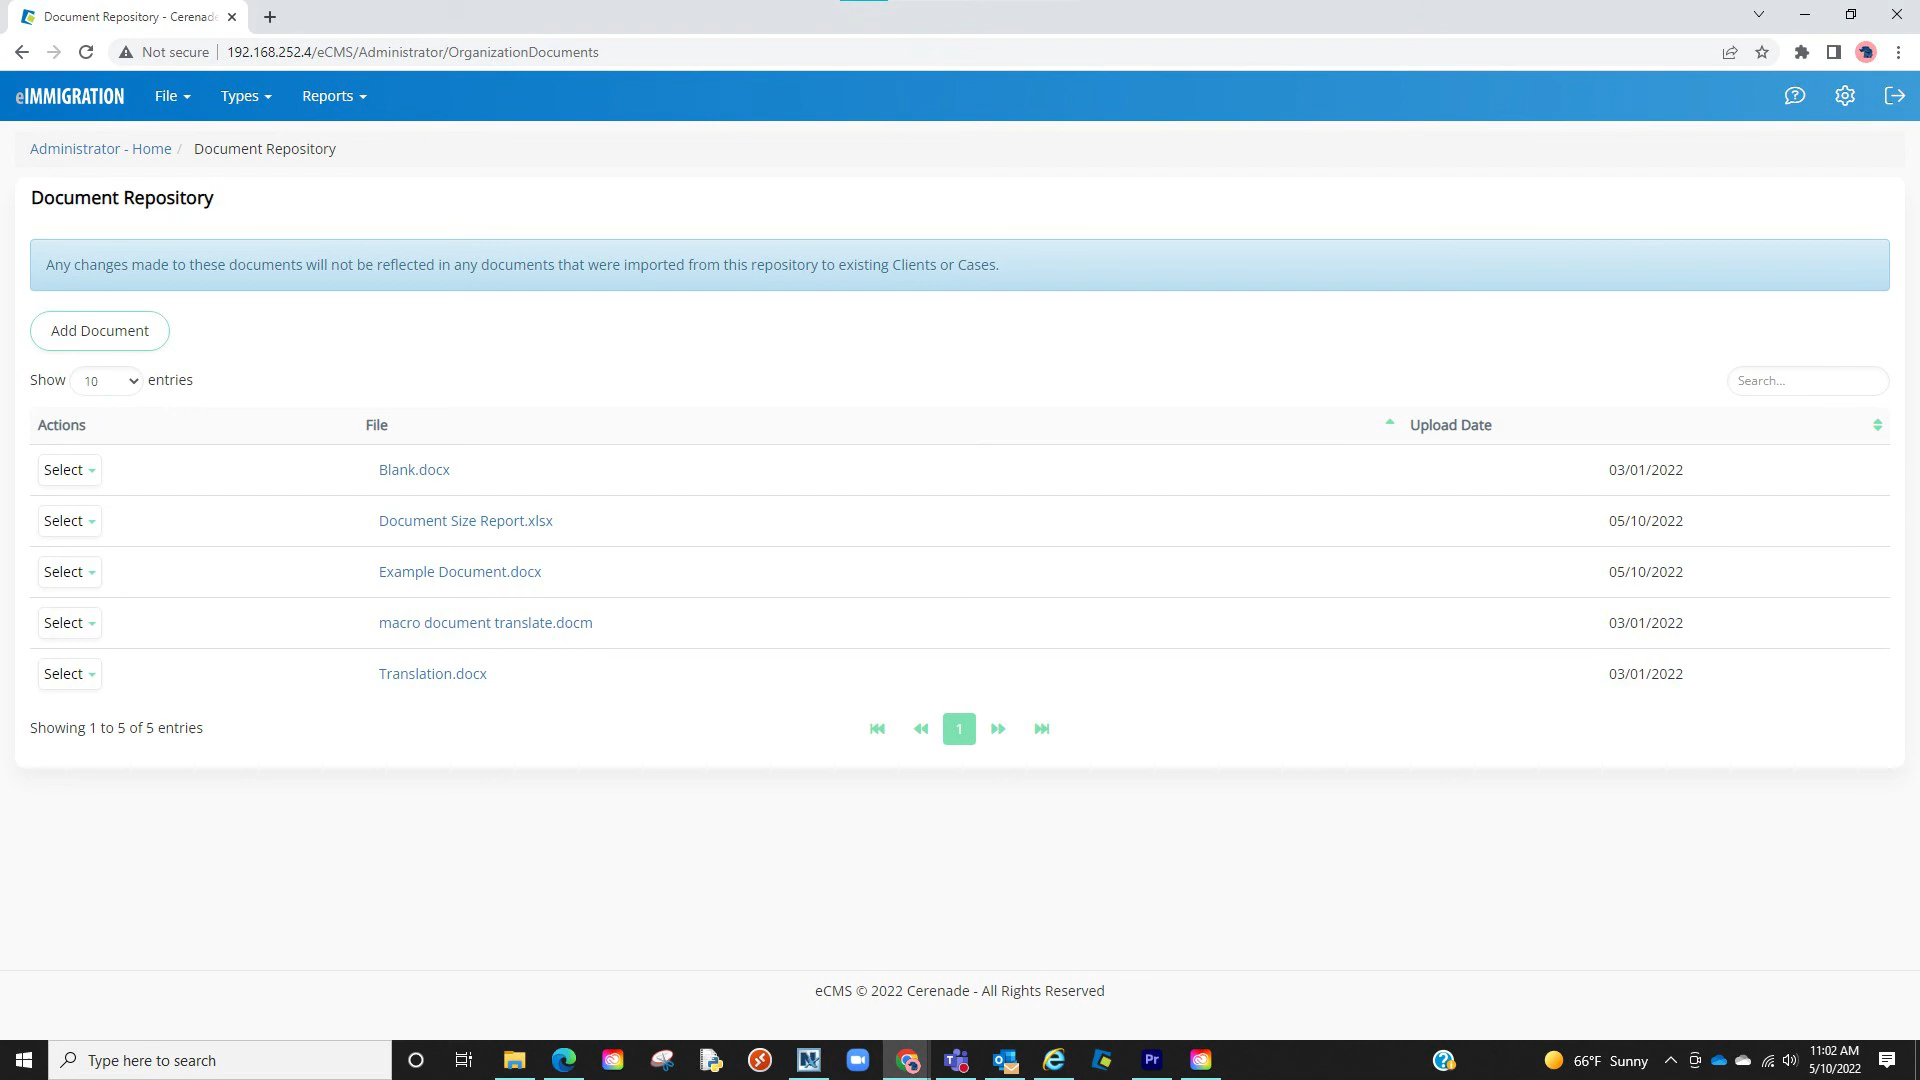 Document Repository - Cerenade
Not secure
192.168.252.4/eCMS/Administrator/OrganizationDocuments
eIMMIGRATION
File
Types
Reports
Administrator - Home / Document Repository
Document Repository
Any changes made to these documents will not be reflected in any documents that were imported from this repository to existing Clients or Cases.
Add Document
Show 10 entries
Search...
Actions File Upload Date
Select Blank.docx 03/01/2022
Select Document Size Report.xlsx 05/10/2022
Select Example Document.docx 05/10/2022
Select macro document translate.docm 03/01/2022
Select Translation.docx 03/01/2022
Showing 1 to 5 of 5 entries
1
eCMS © 2022 Cerenade - All Rights Reserved
Type here to search
Pr
66°F Sunny
11:02 AM
5/10/2022